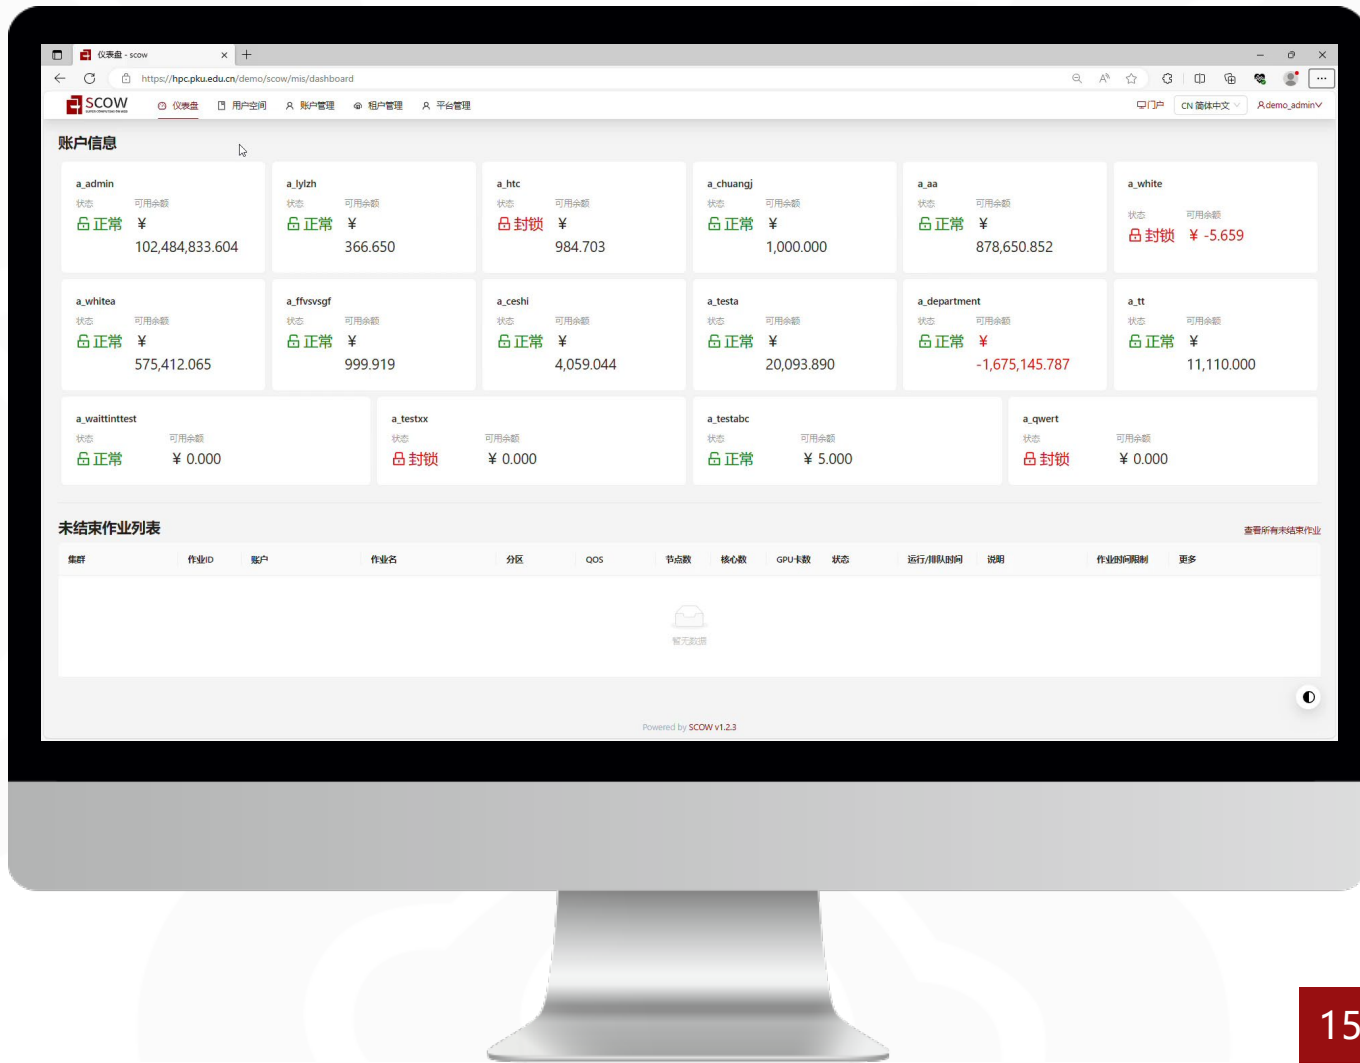 仪表盘 - scow
https://hpc.pku.edu.cn/demo/scow/mis/dashboard
SCOW 仪表盘 用户空间 账户管理 租户管理 平台管理 门户 CN 简体中文 demo_admin
账户信息
a_admin a_lylzh a_htc a_chuangj a_aa a_white
状态 可用余额 状态 可用余额 状态 可用余额 状态 可用余额 状态 可用余额 状态 可用余额
正常 ¥ 正常 ¥ 封锁 ¥ 正常 ¥ 正常 ¥ 封锁 ¥ -5.659
102,484,833.604 366.650 984.703 1,000.000 878,650.852
a_whitea a_ffvsvsgf a_ceshi a_testa a_department a_tt
状态 可用余额 状态 可用余额 状态 可用余额 状态 可用余额 状态 可用余额 状态 可用余额
正常 ¥ 正常 ¥ 正常 ¥ 正常 ¥ 正常 ¥ 正常 ¥
575,412.065 999.919 4,059.044 20,093.890 -1,675,145.787 11,110.000
a_waittinttest a_testxx a_testabc a_qwert
状态 可用余额 状态 可用余额 状态 可用余额 状态 可用余额
正常 ¥ 0.000 封锁 ¥ 0.000 正常 ¥ 5.000 封锁 ¥ 0.000
未结束作业列表 查看所有未结束作业
集群 作业ID 账户 作业名 分区 QOS 节点数 核心数 GPU卡数 状态 运行/排队时间 说明 作业时间限制 更多
暂无数据
Powered by SCOW v1.2.3
15